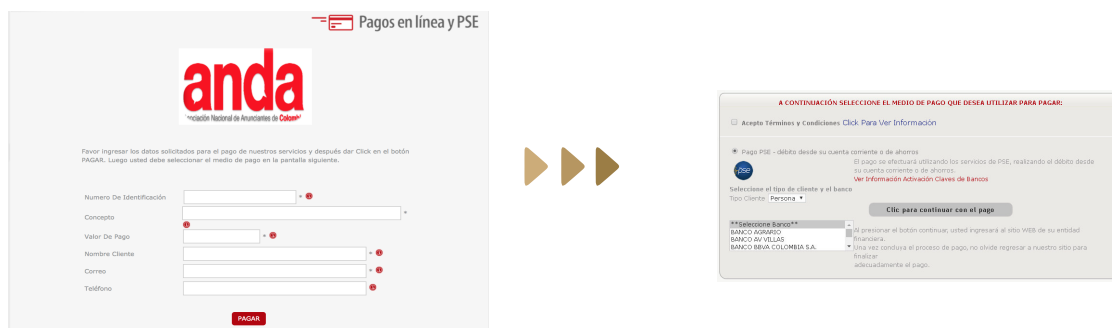 Pagos en línea y PSE
anda
Asociación Nacional de Anunciantes de Colombia
Favor ingresar los datos solicitados para el pago de nuestros servicios y después dar Click en el botón
PAGAR. Luego usted debe seleccionar el medio de pago en la pantalla siguiente.
Numero De Identificación *
Concepto *
Valor De Pago *
Nombre Cliente *
Correo *
Teléfono
PAGAR
A CONTINUACIÓN SELECCIONE EL MEDIO DE PAGO QUE DESEA UTILIZAR PARA PAGAR:
Acepto Términos y Condiciones Click Para Ver Información
Pago PSE - débito desde su cuenta corriente o de ahorros
El pago se efectuará utilizando los servicios de PSE, realizando el débito desde
su cuenta corriente o de ahorros.
Ver Información Activación Claves de Bancos
pse
Seleccione el tipo de cliente y el banco
Tipo Cliente Persona
Clic para continuar con el pago
**Seleccione Banco**
BANCO AGRARIO
BANCO AV VILLAS
BANCO BBVA COLOMBIA S.A.
Al presionar el botón continuar, usted ingresará al sitio WEB de su entidad
financiera.
Una vez concluya el proceso de pago, no olvide regresar a nuestro sitio para
finalizar
adecuadamente el pago.